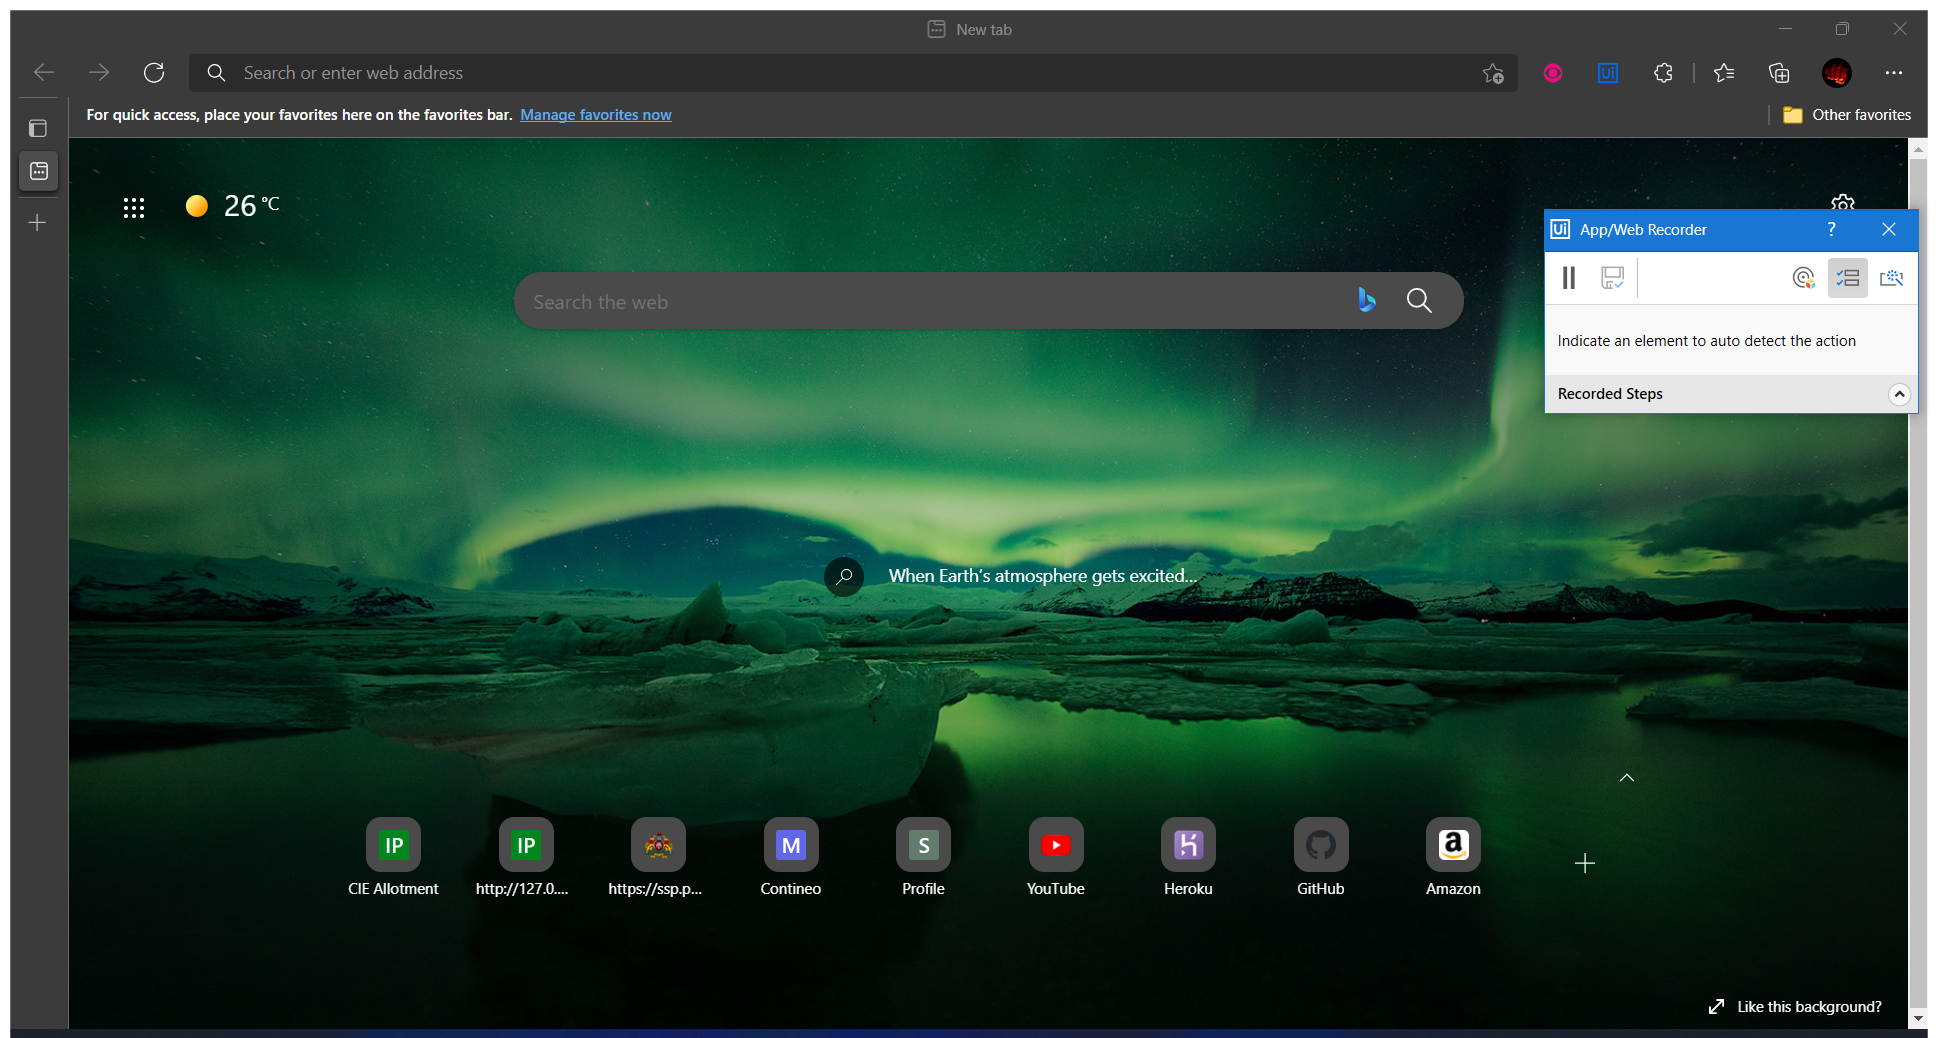 New tab
Search or enter web address
Ui
For quick access, place your favorites here on the favorites bar. Manage favorites now
Other favorites
26 °C
Ui App/Web Recorder ?
Search the web
Indicate an element to auto detect the action
Recorded Steps
When Earth's atmosphere gets excited...
IP IP M S a
CIE Allotment http://127.0.... https://ssp.p... Contineo Profile YouTube Heroku GitHub Amazon
Like this background?